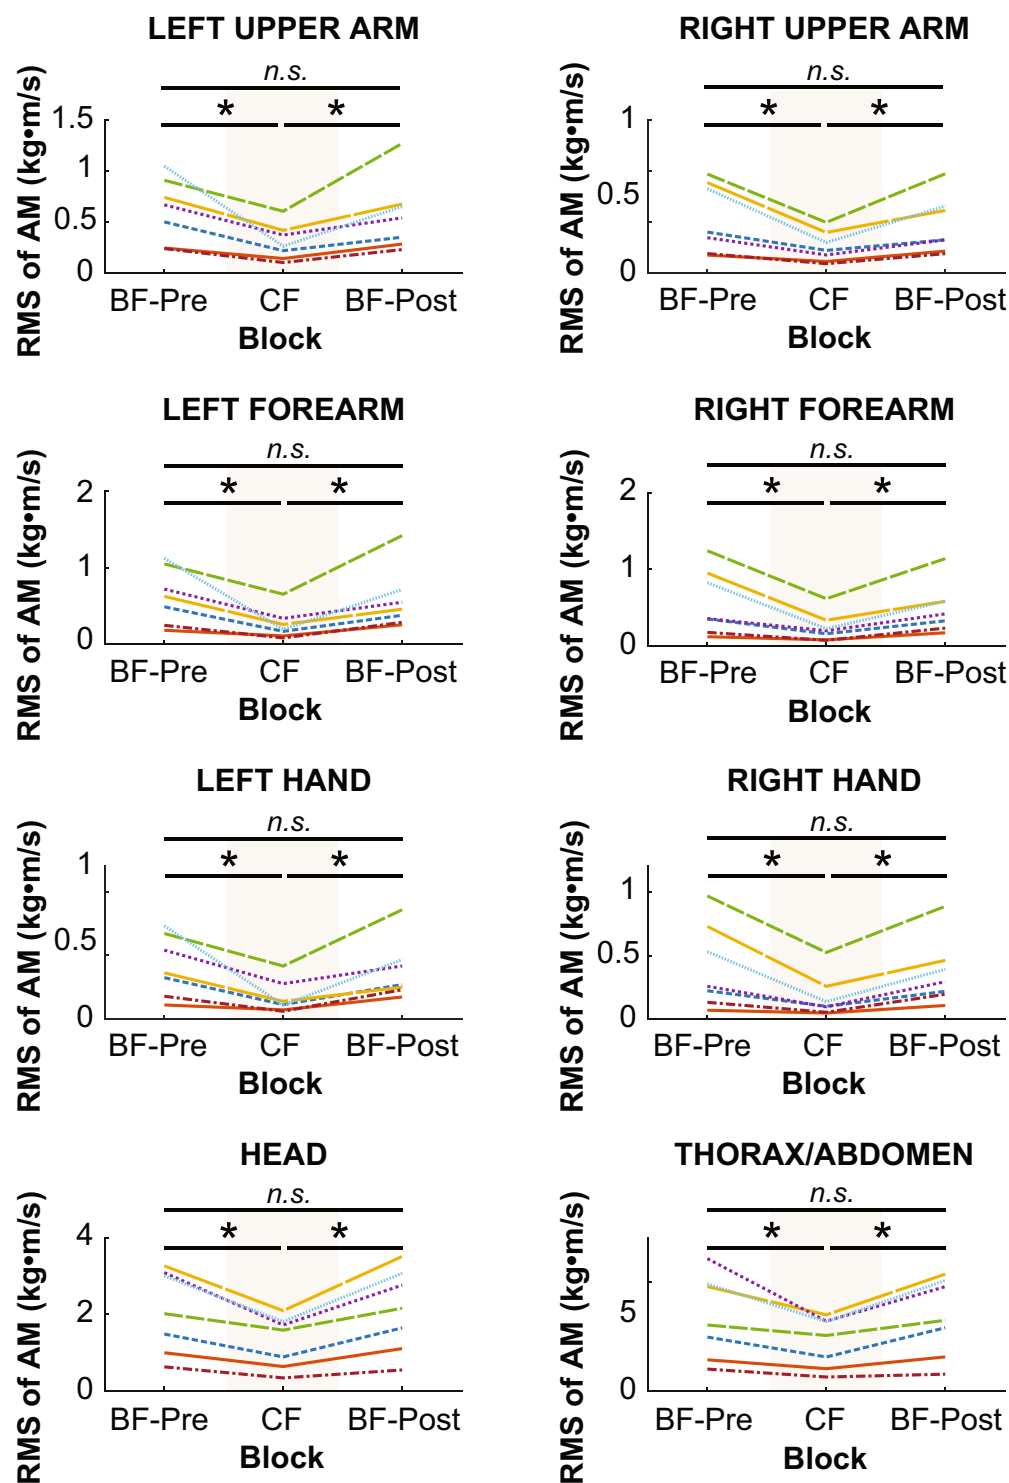 LEFT UPPER ARM
n.s.
* *
RMS of AM (kg•m/s)
1.5
1
0.5
0
BF-Pre CF BF-Post
Block
RIGHT UPPER ARM
n.s.
* *
RMS of AM (kg•m/s)
1
0.5
0
BF-Pre CF BF-Post
Block
LEFT FOREARM
n.s.
* *
RMS of AM (kg•m/s)
2
1
0
BF-Pre CF BF-Post
Block
RIGHT FOREARM
n.s.
* *
RMS of AM (kg•m/s)
2
1
0
BF-Pre CF BF-Post
Block
LEFT HAND
n.s.
* *
RMS of AM (kg•m/s)
1
0.5
0
BF-Pre CF BF-Post
Block
RIGHT HAND
n.s.
* *
RMS of AM (kg•m/s)
1
0.5
0
BF-Pre CF BF-Post
Block
HEAD
n.s.
* *
RMS of AM (kg•m/s)
4
2
0
BF-Pre CF BF-Post
Block
THORAX/ABDOMEN
n.s.
* *
RMS of AM (kg•m/s)
5
0
BF-Pre CF BF-Post
Block